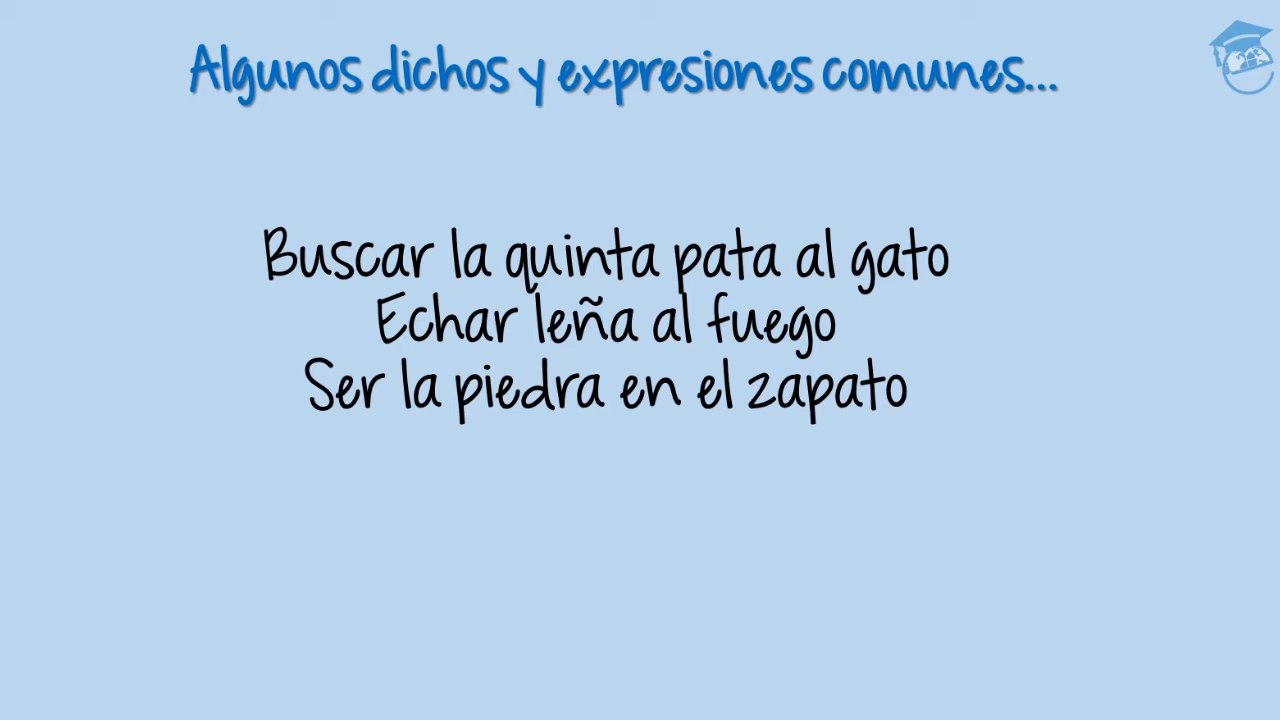 Algunos dichos y expresiones comunes...
Buscar la quinta pata al gato
Echar leña al fuego
Ser la piedra en el zapato